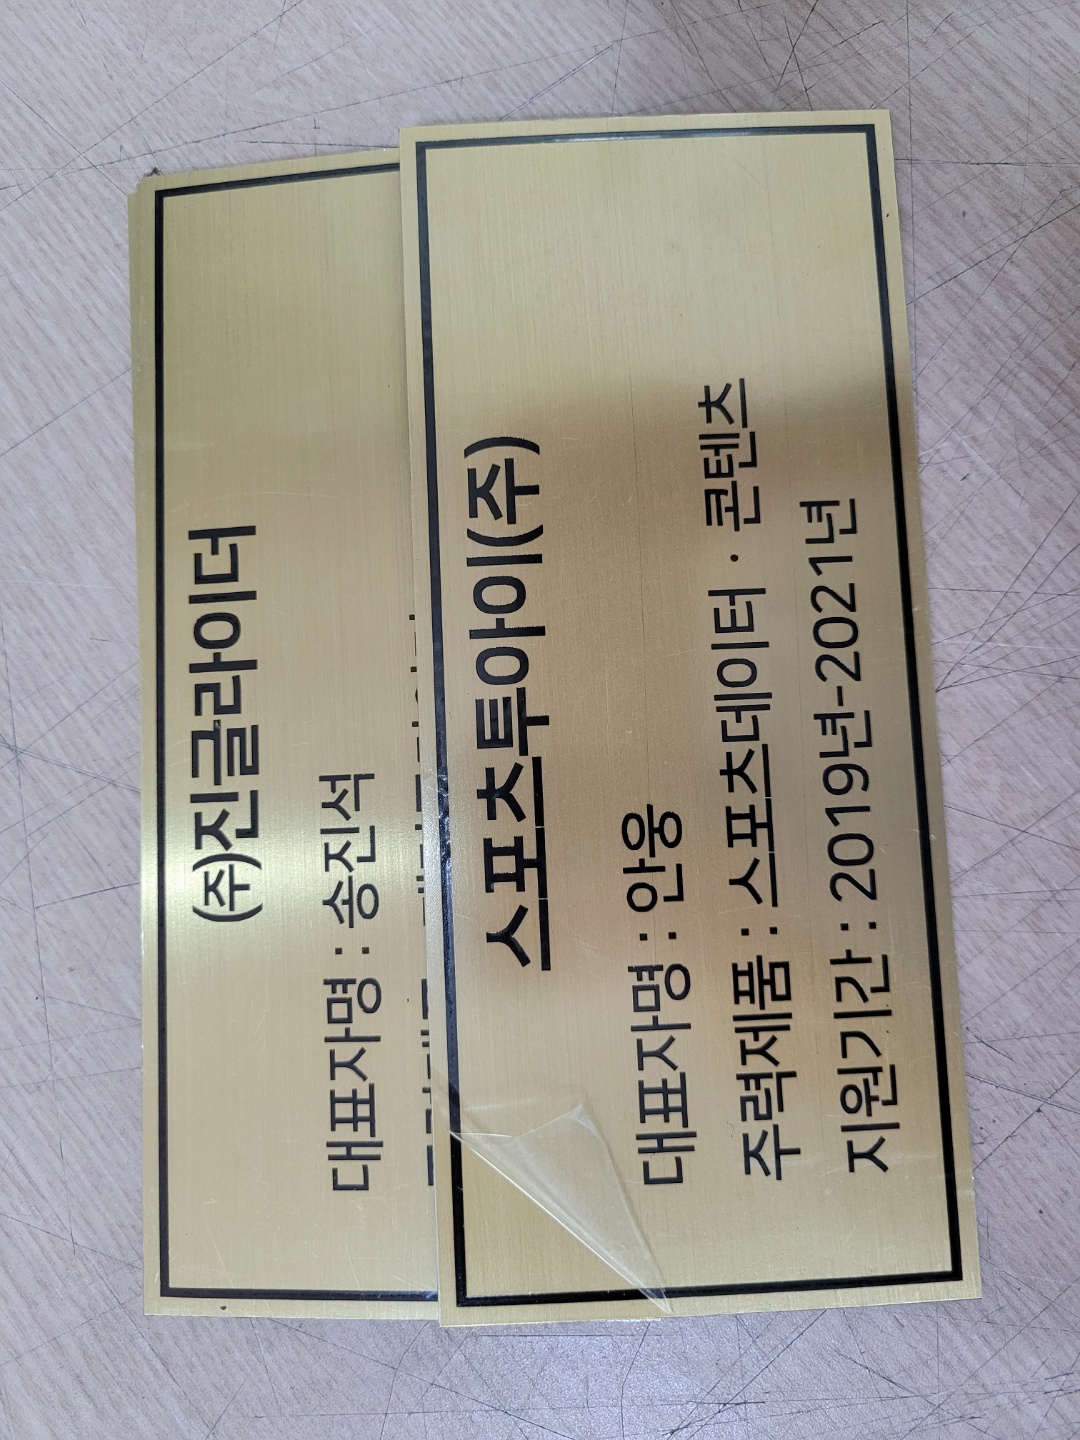 (주)진글라이더
대표자명 : 송진석
스포츠투아이(주)
대표자명 : 안웅
주력제품 : 스포츠데이터 · 콘텐츠
지원기간 : 2019년-2021년